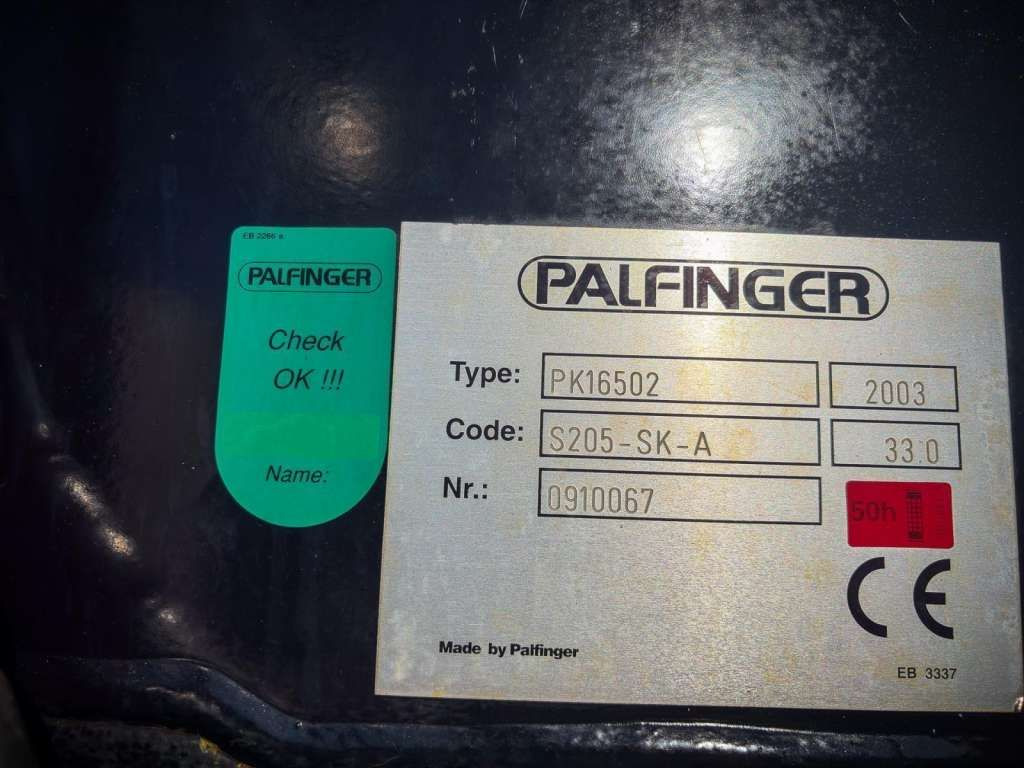 EB 2266 s
PALFINGER
Check
OK !!!
Name:
PALFINGER
Type: PK16502 2003
Code: S205-SK-A 33.0
Nr.: 0910067
50h
CE
Made by Palfinger
EB 3337